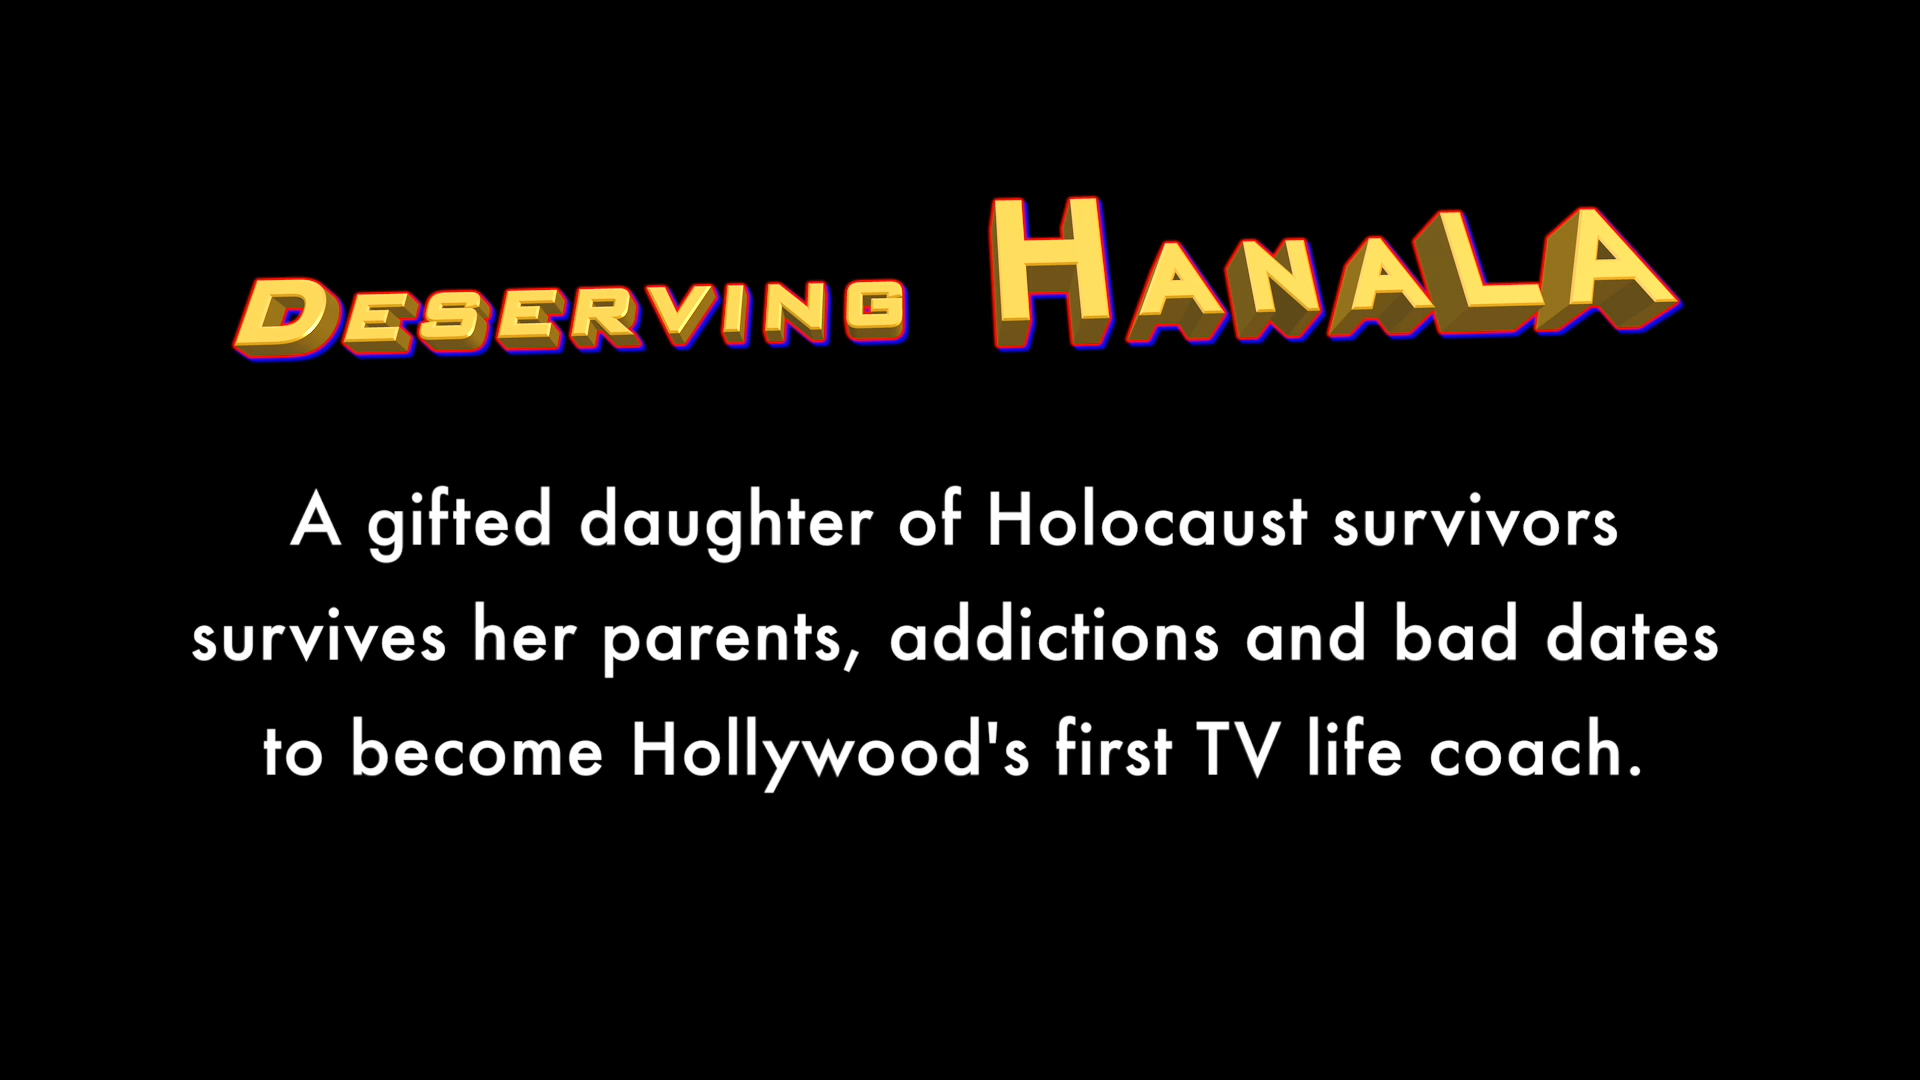 Deserving HanaLA
A gifted daughter of Holocaust survivors
survives her parents, addictions and bad dates
to become Hollywood's first TV life coach.